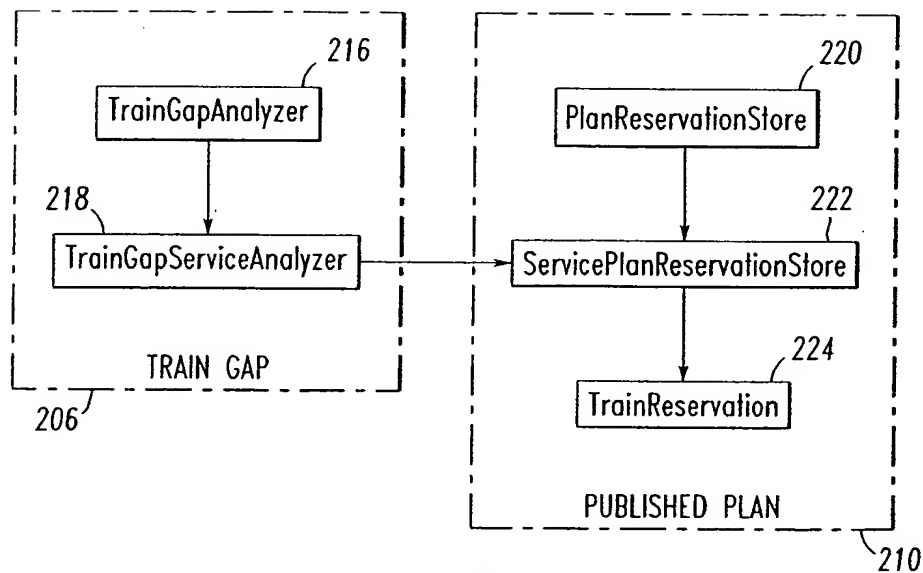 216
TrainGapAnalyzer
218
TrainGapServiceAnalyzer
TRAIN GAP
206
220
PlanReservationStore
222
ServicePlanReservationStore
224
TrainReservation
PUBLISHED PLAN
210